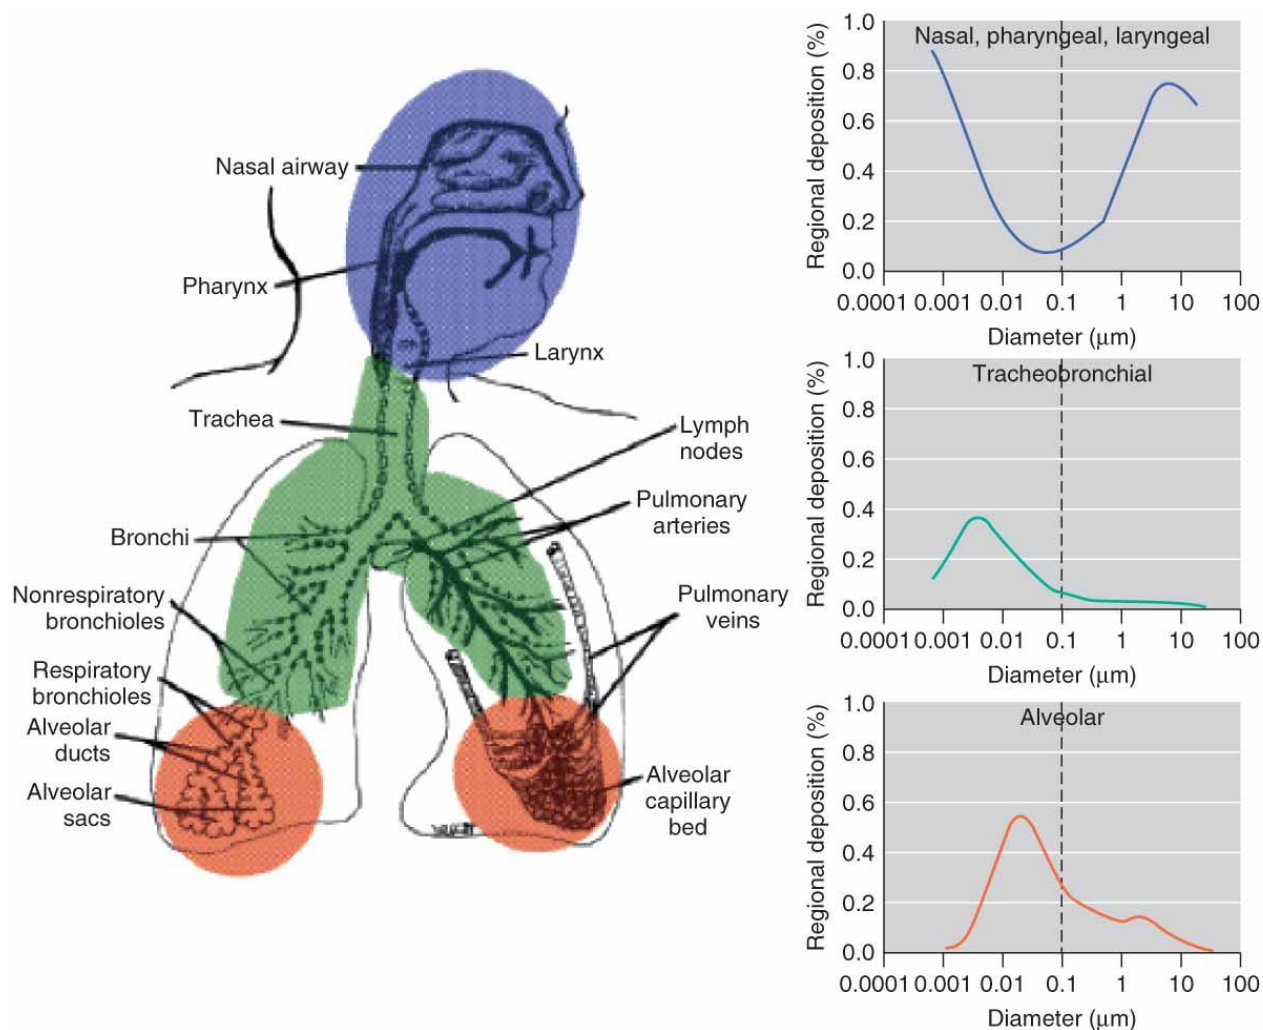 Nasal airway
Pharynx
Larynx
Trachea
Lymph
nodes
Pulmonary
arteries
Bronchi
Nonrespiratory
bronchioles
Pulmonary
veins
Respiratory
bronchioles
Alveolar
ducts
Alveolar
sacs
Alveolar
capillary
bed
Nasal, pharyngeal, laryngeal
Regional deposition (%)
1.0
0.8
0.6
0.4
0.2
0.0
0.0001 0.001 0.01 0.1 1 10 100
Diameter (μm)
Tracheobronchial
Regional deposition (%)
1.0
0.8
0.6
0.4
0.2
0.0
0.0001 0.001 0.01 0.1 1 10 100
Diameter (μm)
Alveolar
Regional deposition (%)
1.0
0.8
0.6
0.4
0.2
0.0
0.0001 0.001 0.01 0.1 1 10 100
Diameter (μm)